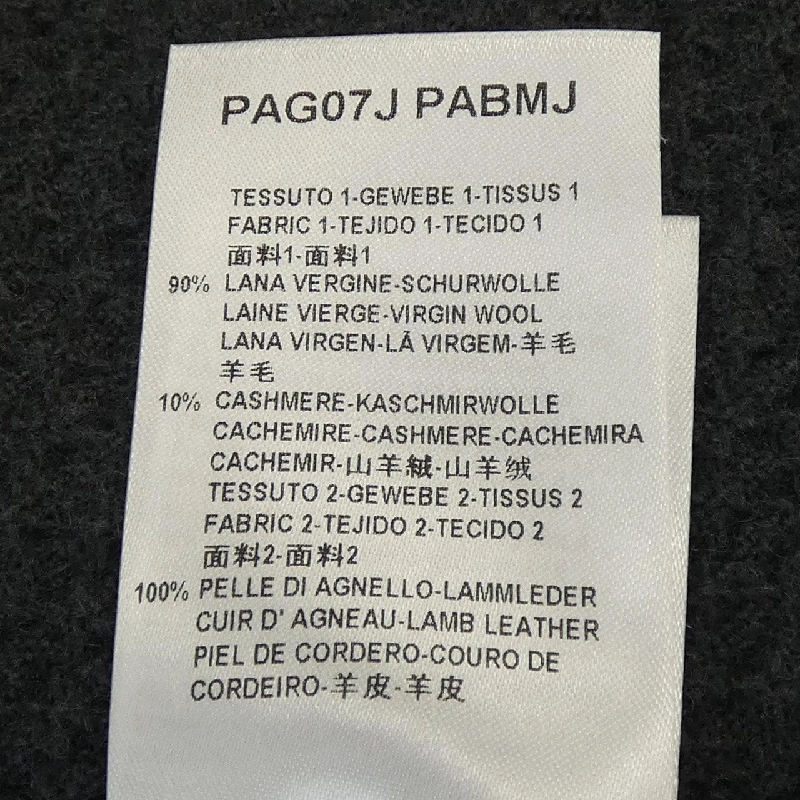 PAG07J PABMJ
TESSUTO 1-GEWEBE 1-TISSUS 1
FABRIC 1-TEJIDO 1-TECIDO 1
面料1-面料1
90% LANA VERGINE-SCHURWOLLE
LAINE VIERGE-VIRGIN WOOL
LANA VIRGEN-LÃ VIRGEM-羊毛
羊毛
10% CASHMERE-KASCHMIRWOLLE
CACHEMIRE-CASHMERE-CACHEMIRA
CACHEMIR-山羊絨-山羊绒
TESSUTO 2-GEWEBE 2-TISSUS 2
FABRIC 2-TEJIDO 2-TECIDO 2
面料2-面料2
100% PELLE DI AGNELLO-LAMMLEDER
CUIR D' AGNEAU-LAMB LEATHER
PIEL DE CORDERO-COURO DE
CORDEIRO-羊皮-羊皮